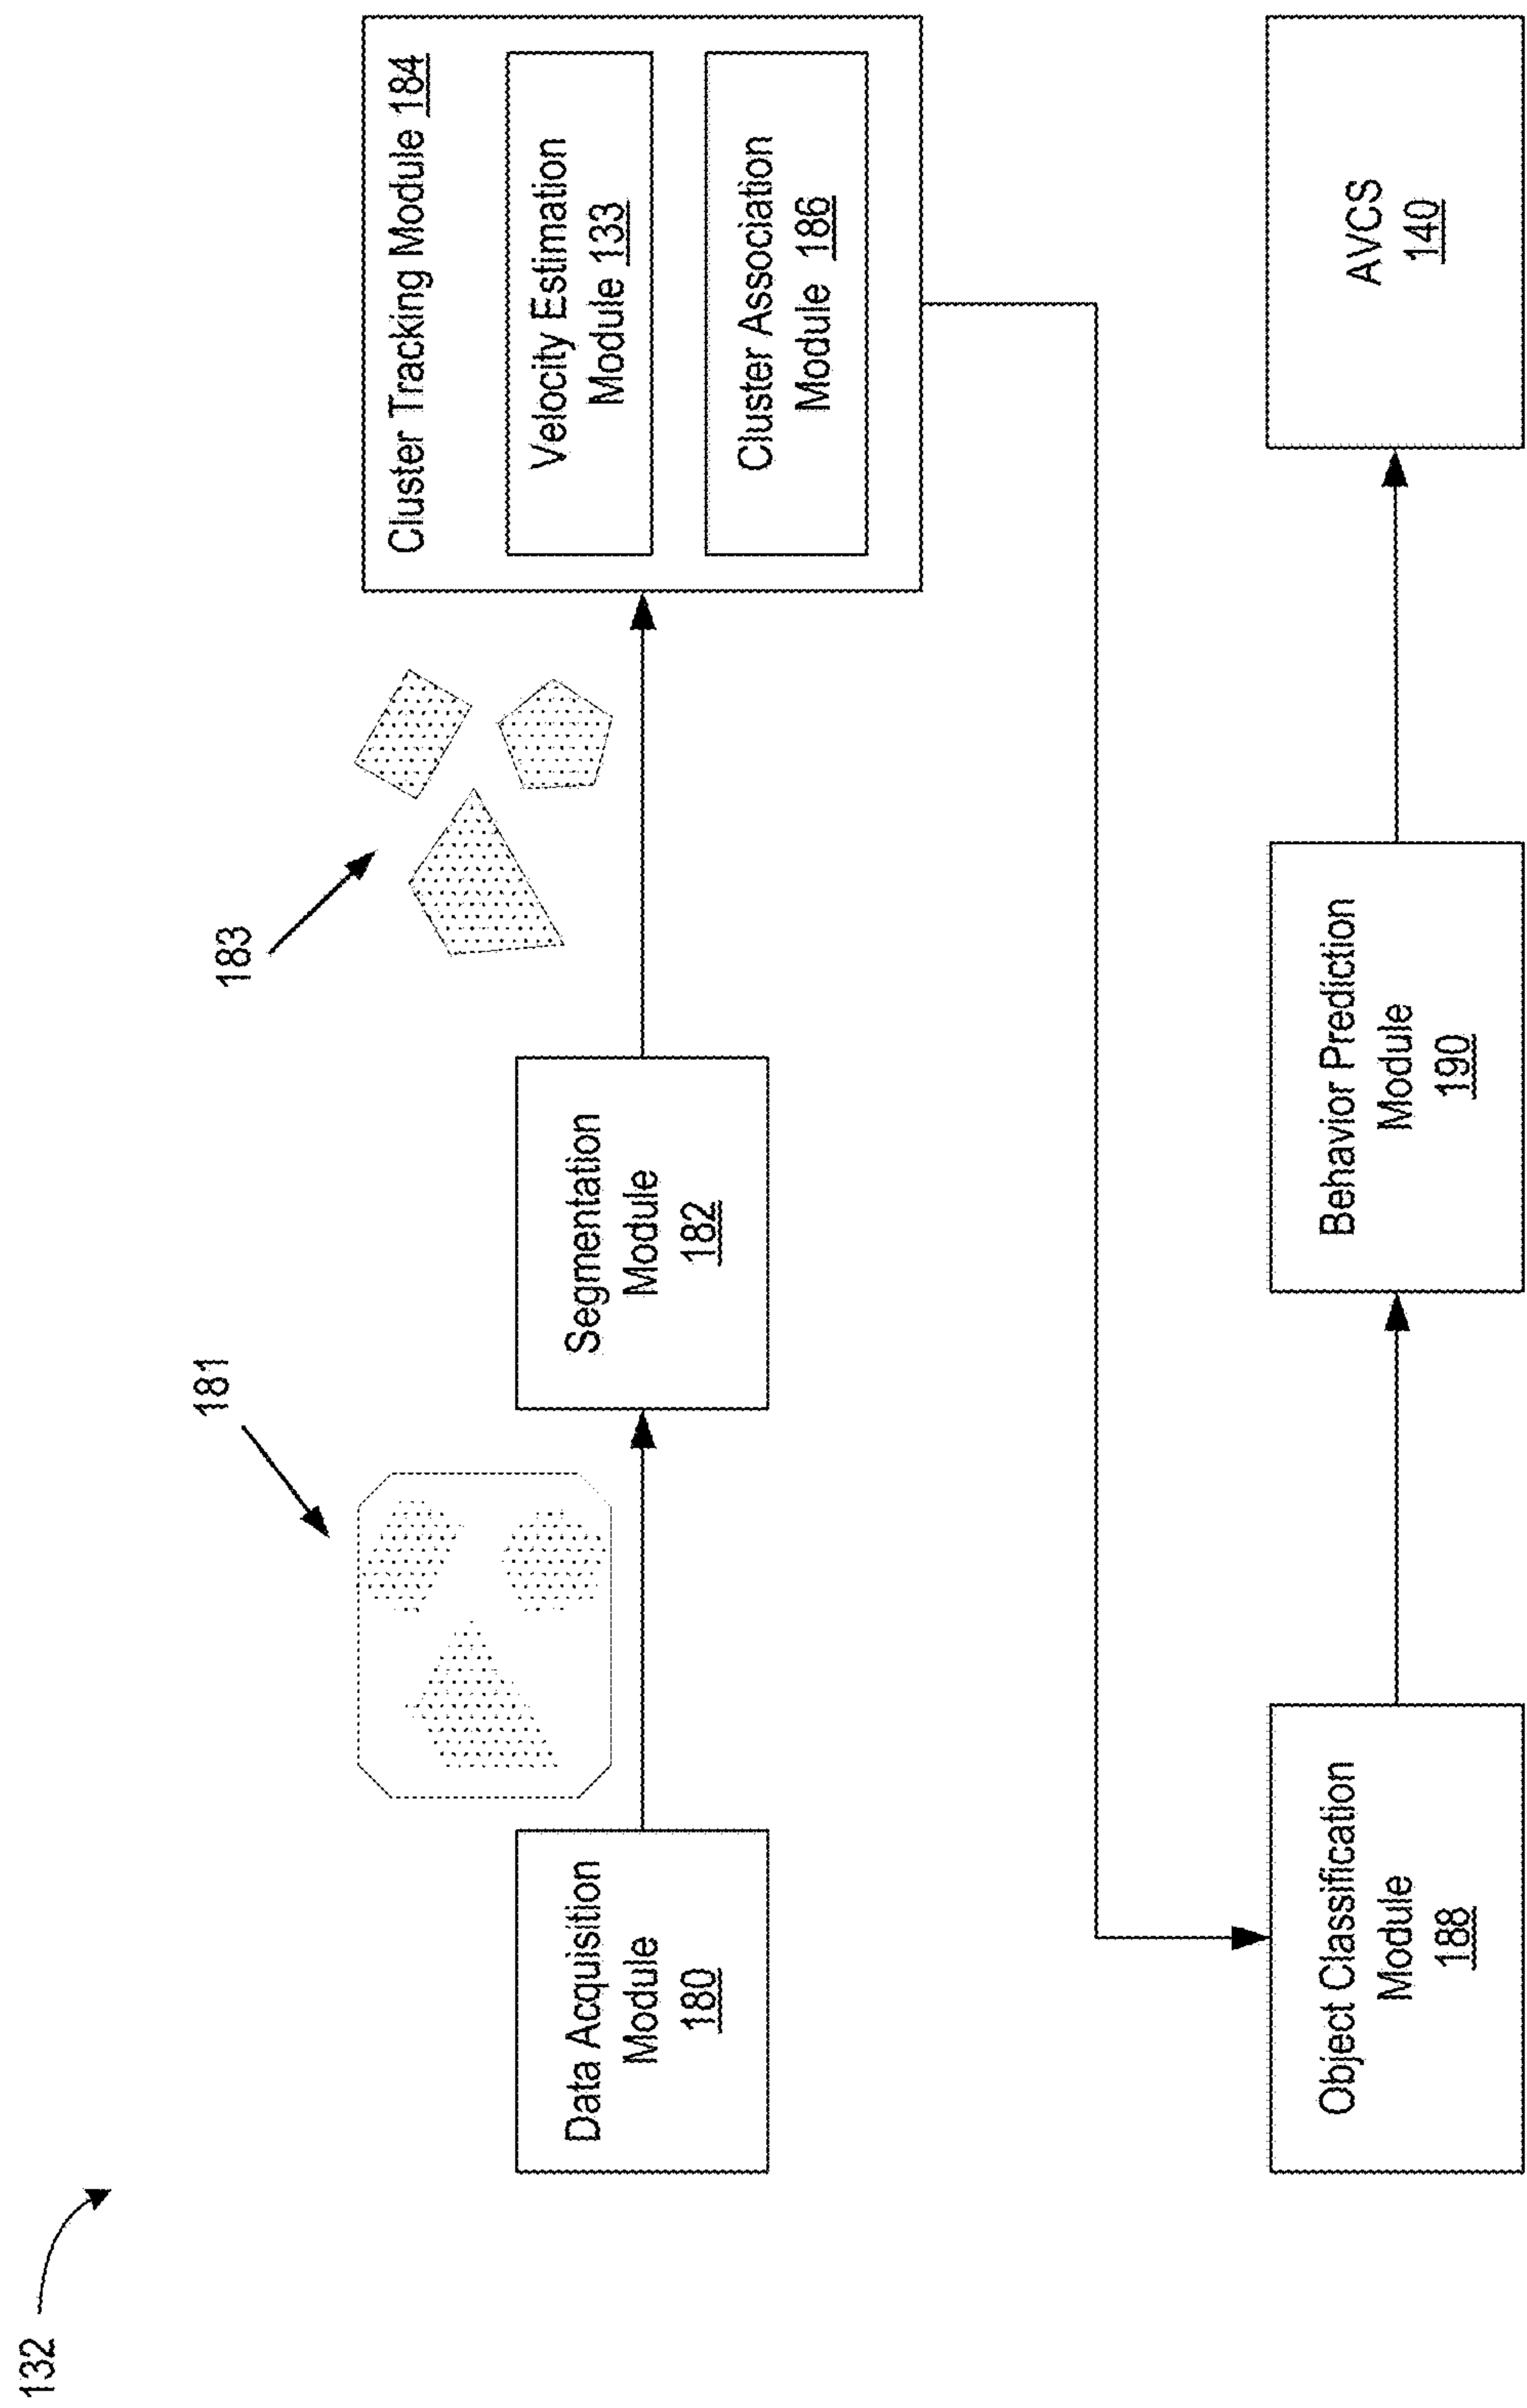 132
181
183
Data Acquisition
Module
180
Segmentation
Module
182
Cluster Tracking Module 184
Velocity Estimation
Module 133
Cluster Association
Module 186
Object Classification
Module
188
Behavior Prediction
Module
190
AVCS
140